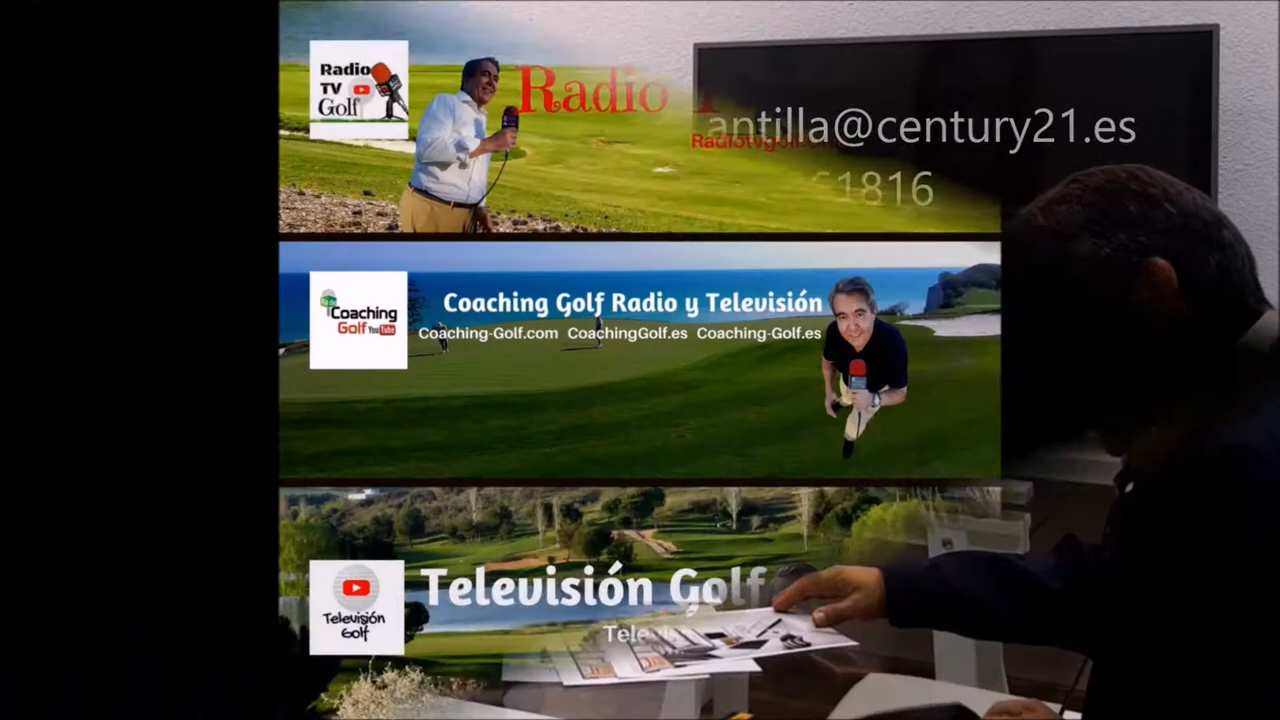 Radio
TV
Golf
Radio
antilla@century21.es
61816
Coaching
Golf YouTube
Coaching Golf Radio y Televisión
Coaching-Golf.com CoachingGolf.es Coaching-Golf.es
Televisión Golf
Televisión
Golf